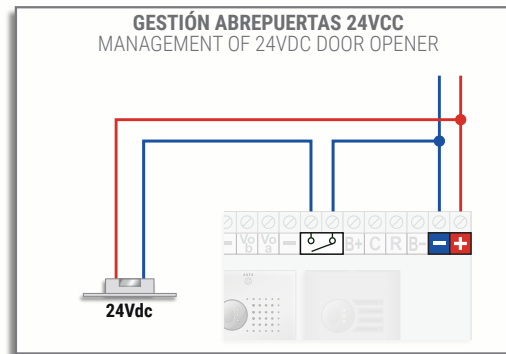 GESTIÓN ABREPUERTAS 24VCC
MANAGEMENT OF 24VDC DOOR OPENER
– Vo b Vo a – B+ C R B– – +
24Vdc